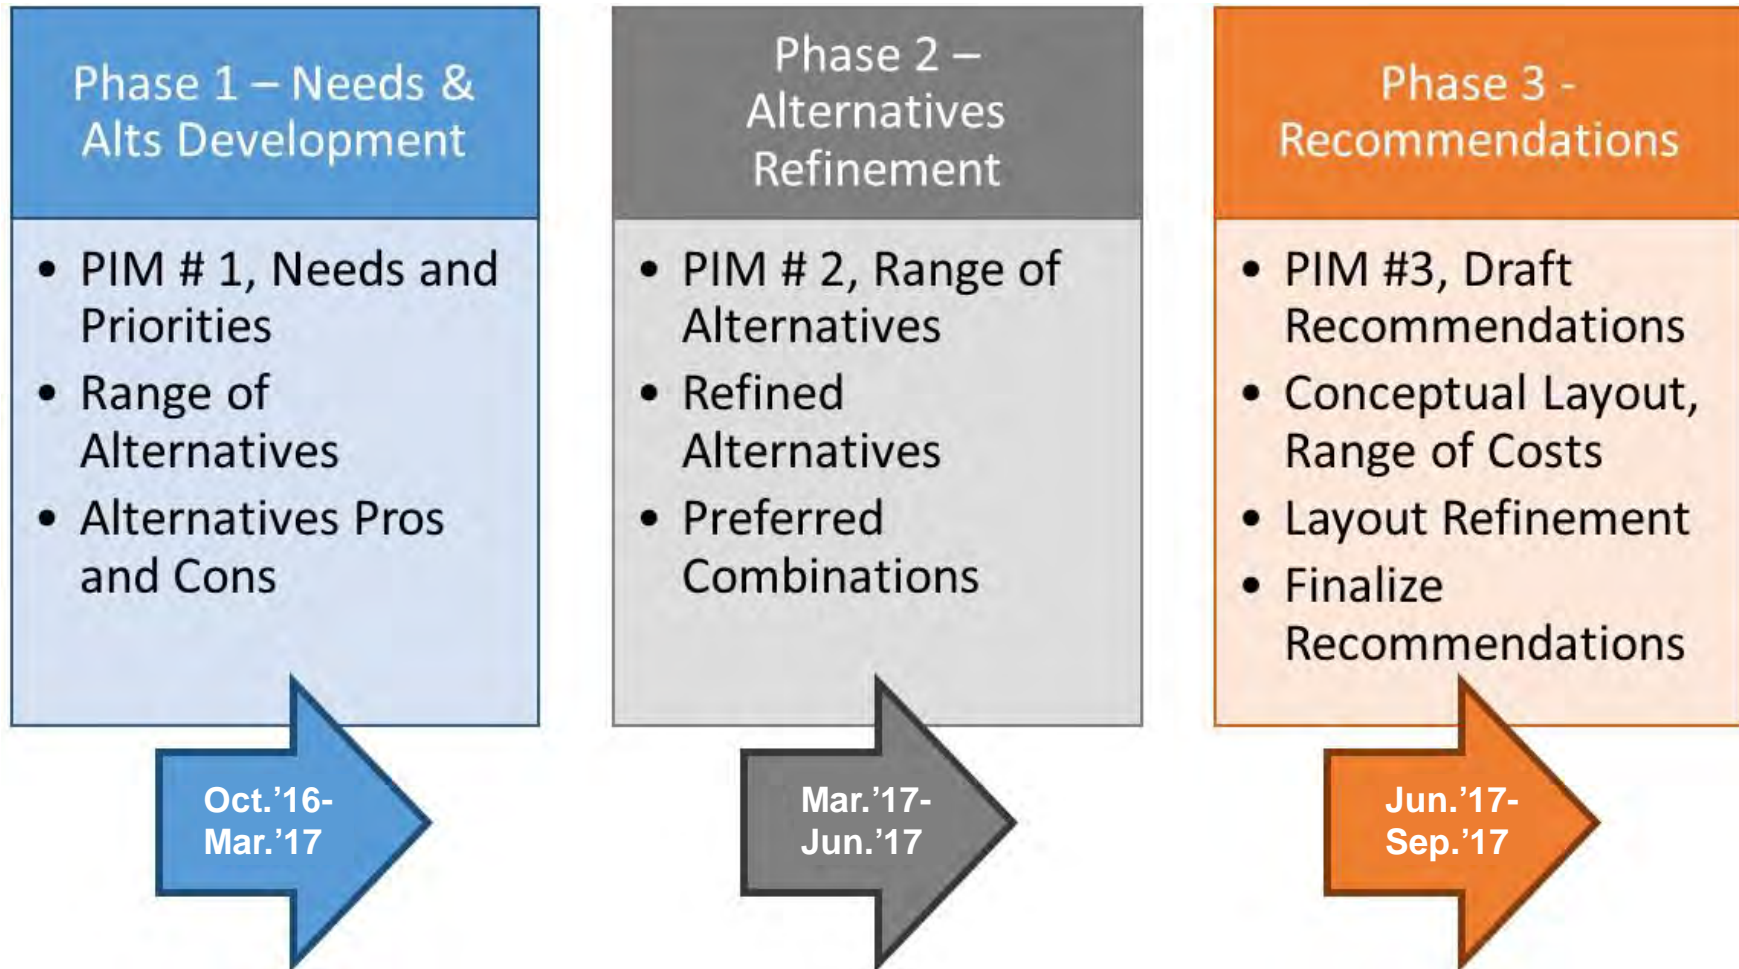 Phase 1 – Needs &
Alts Development
• PIM # 1, Needs and
Priorities
• Range of
Alternatives
• Alternatives Pros
and Cons
Oct.'16-
Mar.'17
Phase 2 –
Alternatives
Refinement
• PIM # 2, Range of
Alternatives
• Refined
Alternatives
• Preferred
Combinations
Mar.'17-
Jun.'17
Phase 3 -
Recommendations
• PIM #3, Draft
Recommendations
• Conceptual Layout,
Range of Costs
• Layout Refinement
• Finalize
Recommendations
Jun.'17-
Sep.'17